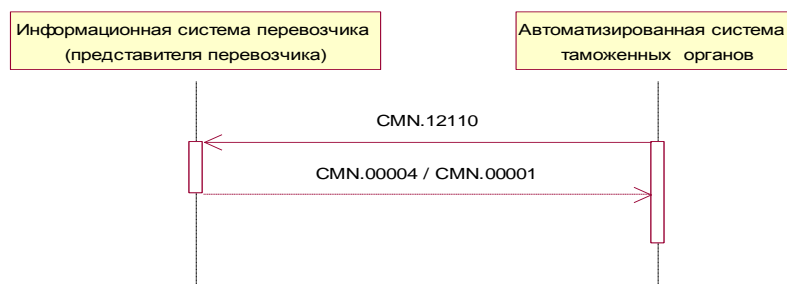 Информационная система перевозчика
(представителя перевозчика)
Автоматизированная система
таможенных органов
CMN.12110
CMN.00004 / CMN.00001